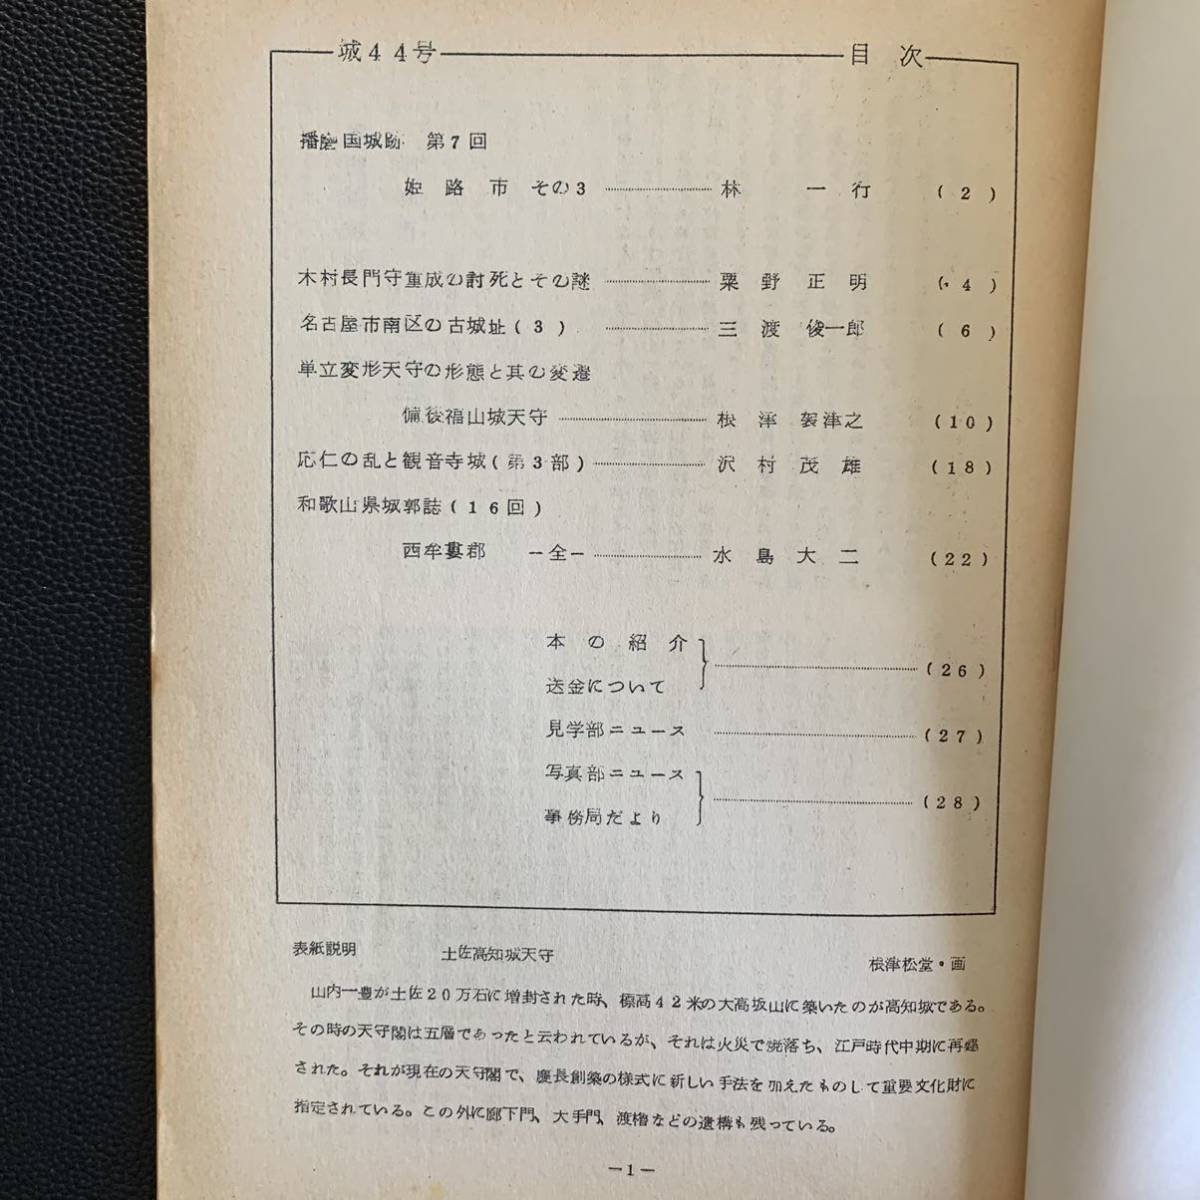 城44号 目次
播磨国城跡 第7回
姫路市 その3 林一行 (2)
木村長門守重成の討死とその謎 粟野正明 (4)
名古屋市南区の古城址(3) 三渡俊一郎 (6)
単立変形天守の形態と其の変遷
備後福山城天守 根津袈津之 (10)
応仁の乱と観音寺城(第3部) 沢村茂雄 (18)
和歌山県城郭誌(16回)
西牟婁郡 ー全ー 水島大二 (22)
本の紹介
送金について (26)
見学部ニュース (27)
写真部ニュース
事務局だより (28)
表紙説明 土佐高知城天守 根津松堂・画
山内一豊が土佐20万石に増封された時、標高42米の大高坂山に築いたのが高知城である。
その時の天守閣は五層であったと云われているが、それは火災で焼落ち、江戸時代中期に再建
された。それが現在の天守閣で、慶長創築の様式に新しい手法を加えたものして重要文化財に
指定されている。この外に廊下門、大手門、渡櫓などの遺構も残っている。
ー1ー